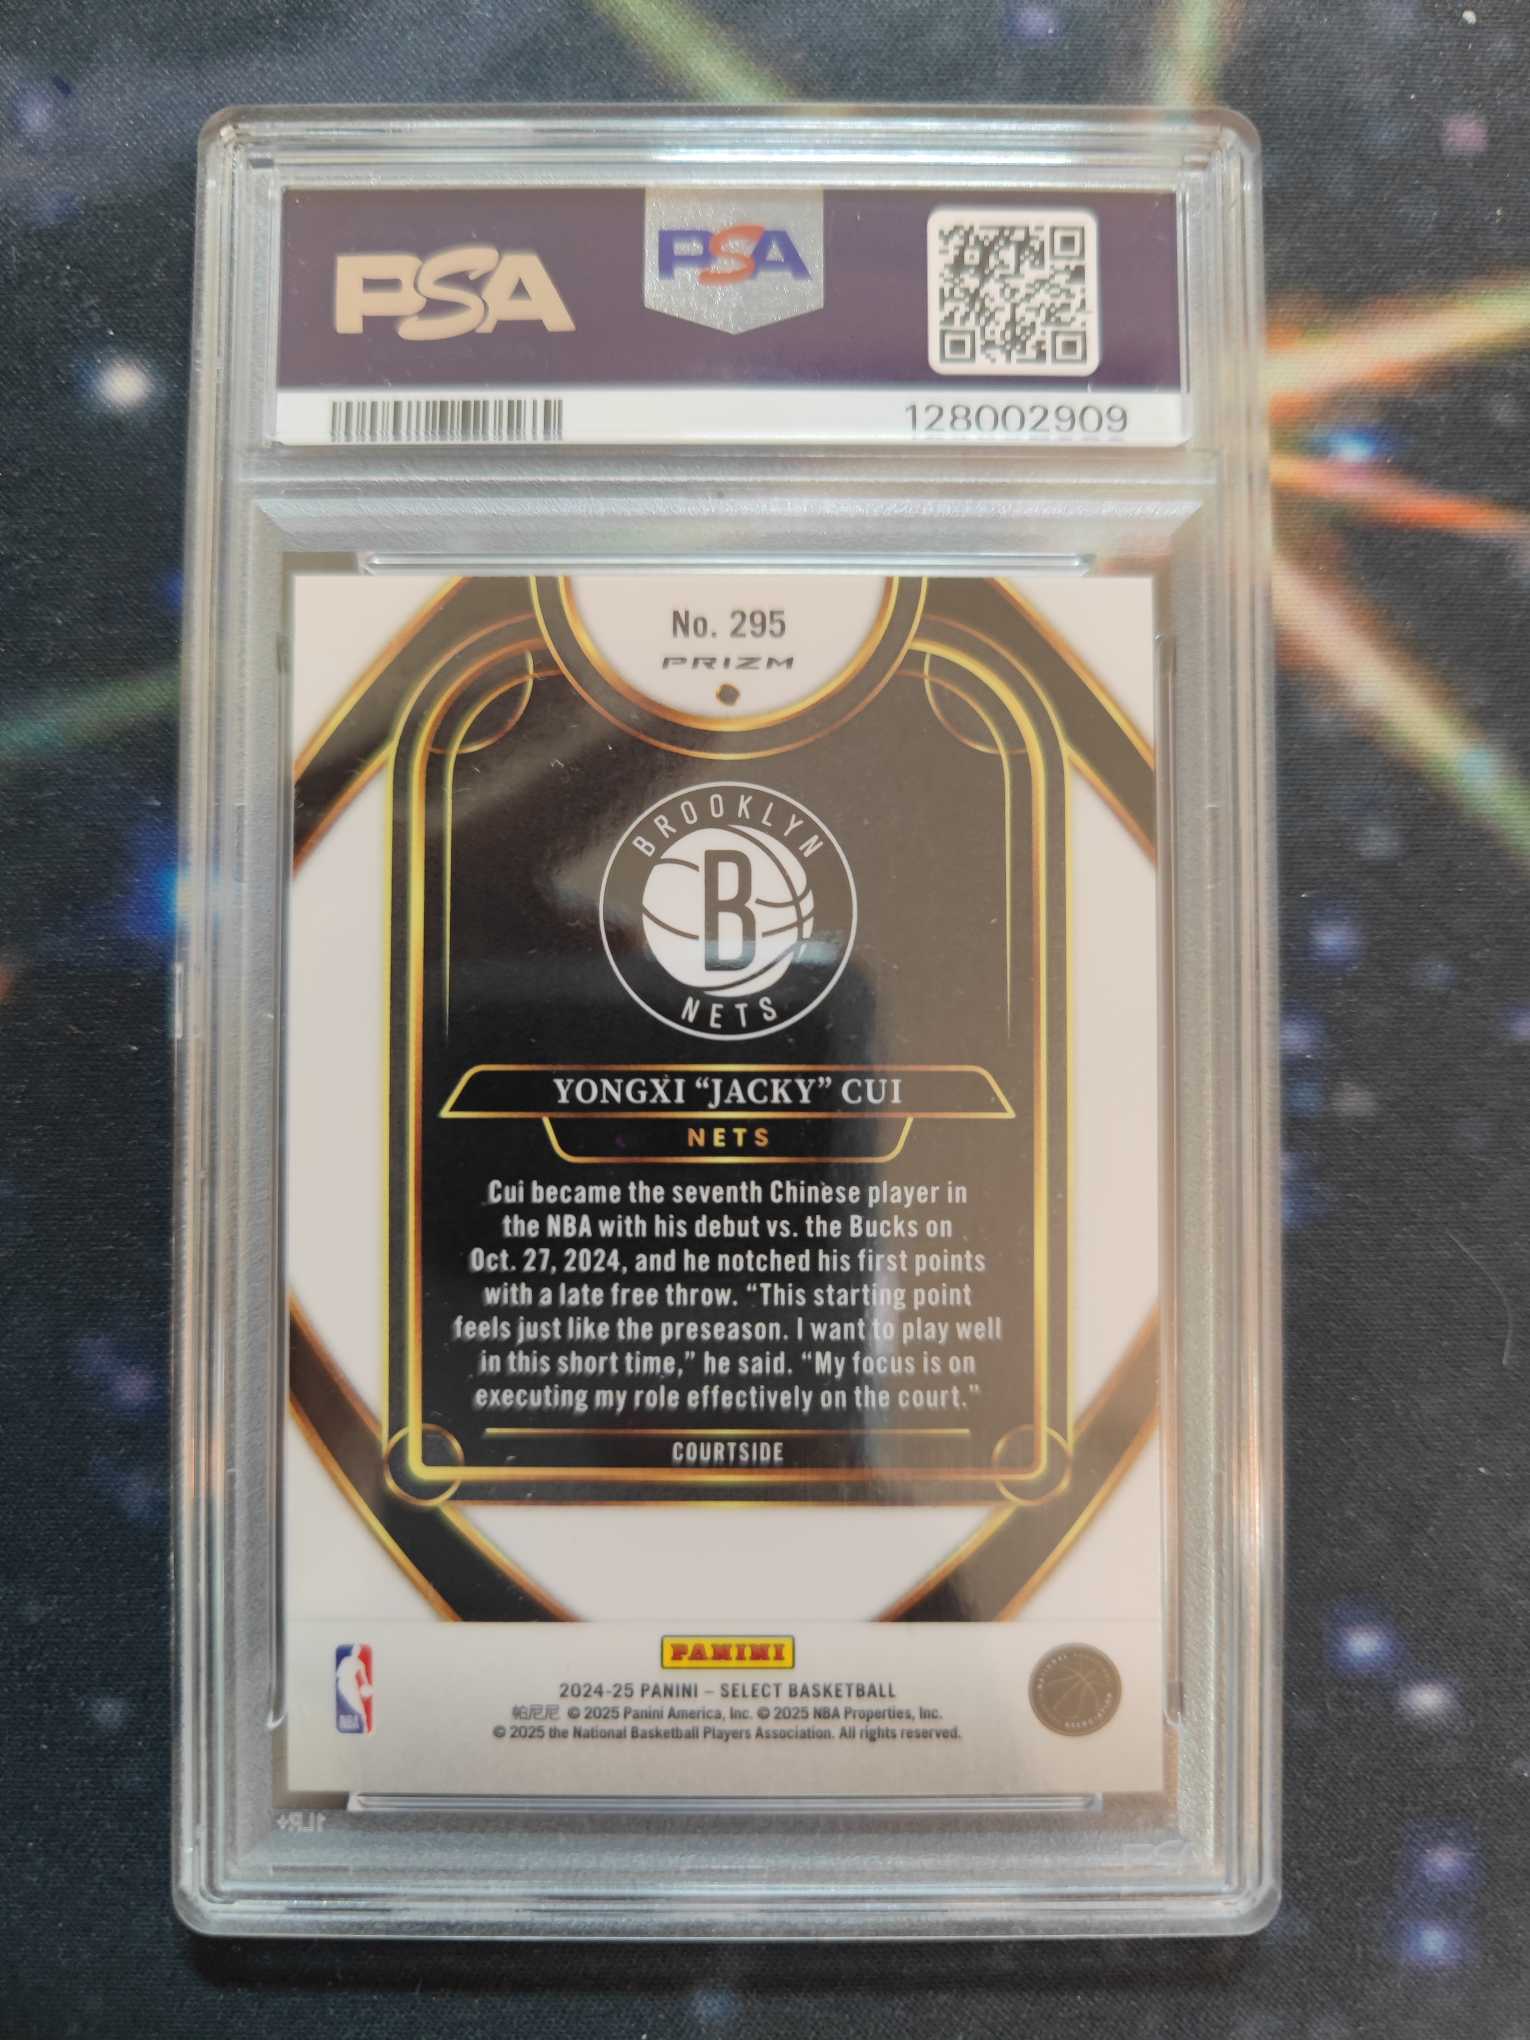 PSA PSA
128002909
No. 295
PRIZM
BROOKLYN
B
NETS
YONGXI “JACKY” CUI
NETS
Cui became the seventh Chinese player in
the NBA with his debut vs. the Bucks on
Oct. 27, 2024, and he notched his first points
with a late free throw. “This starting point
feels just like the preseason. I want to play well
in this short time,” he said. “My focus is on
executing my role effectively on the court.”
COURTSIDE
PANINI
2024-25 PANINI – SELECT BASKETBALL
帕尼尼 © 2025 Panini America, Inc. © 2025 NBA Properties, Inc.
© 2025 the National Basketball Players Association. All rights reserved.
NBA